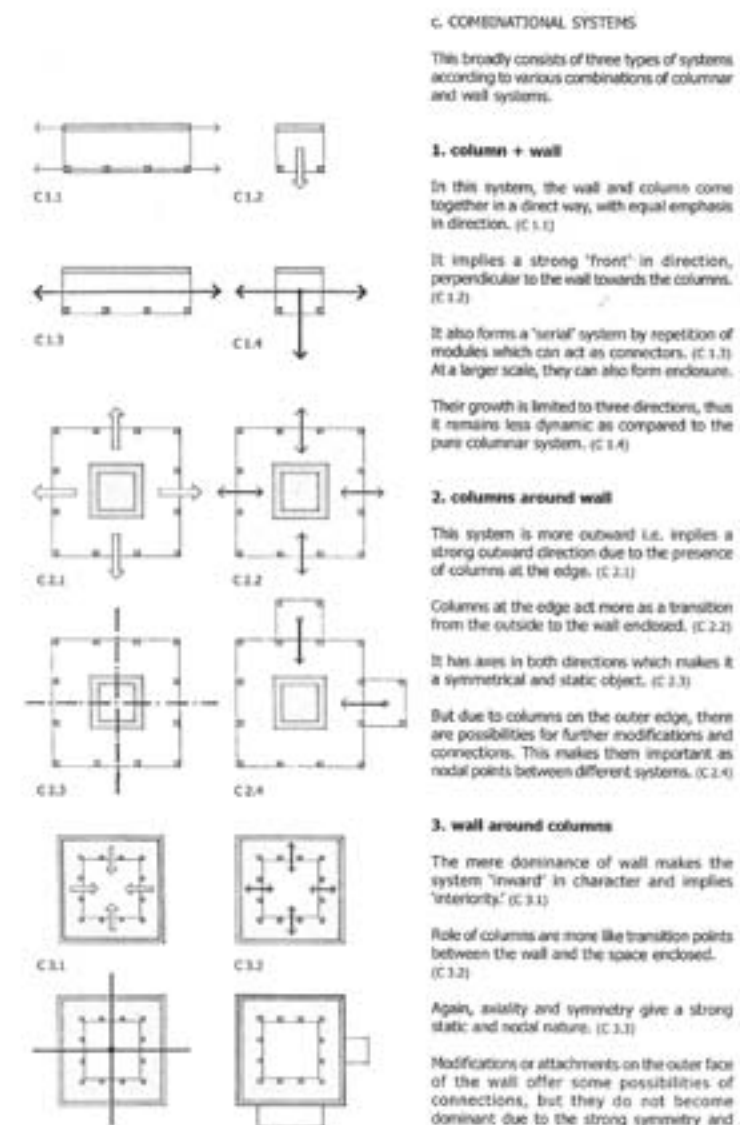 c. COMBINATIONAL SYSTEMS
This broadly consists of three types of systems
according to various combinations of columnar
and wall systems.
1. column + wall
In this system, the wall and column come
together in a direct way, with equal emphasis
in direction. (C 1.1)
It implies a strong 'front' in direction,
perpendicular to the wall towards the columns.
(C 1.2)
It also forms a 'serial' system by repetition of
modules which can act as connectors. (C 1.3)
At a larger scale, they can also form enclosure.
Their growth is limited to three directions, thus
it remains less dynamic as compared to the
pure columnar system. (C 1.4)
2. columns around wall
This system is more outward i.e. implies a
strong outward direction due to the presence
of columns at the edge. (C 2.1)
Columns at the edge act more as a transition
from the outside to the wall enclosed. (C 2.2)
It has axes in both directions which makes it
a symmetrical and static object. (C 2.3)
But due to columns on the outer edge, there
are possibilities for further modifications and
connections. This makes them important as
nodal points between different systems. (C 2.4)
3. wall around columns
The mere dominance of wall makes the
system 'inward' in character and implies
'interiority.' (C 3.1)
Role of columns are more like transition points
between the wall and the space enclosed.
(C 3.2)
Again, axiality and symmetry give a strong
static and nodal nature. (C 3.3)
Modifications or attachments on the outer face
of the wall offer some possibilities of
connections, but they do not become
dominant due to the strong symmetry and
C 1.1
C 1.2
C 1.3
C 1.4
C 2.1
C 2.2
C 2.3
C 2.4
C 3.1
C 3.2